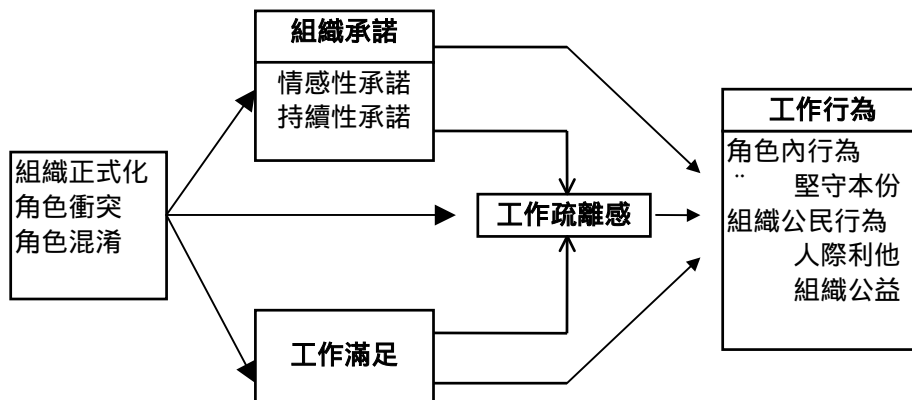 組織承諾
情感性承諾
持續性承諾
組織正式化
角色衝突
角色混淆
工作疏離感
工作滿足
工作行為
角色內行為
¨ 堅守本份
組織公民行為
人際利他
組織公益